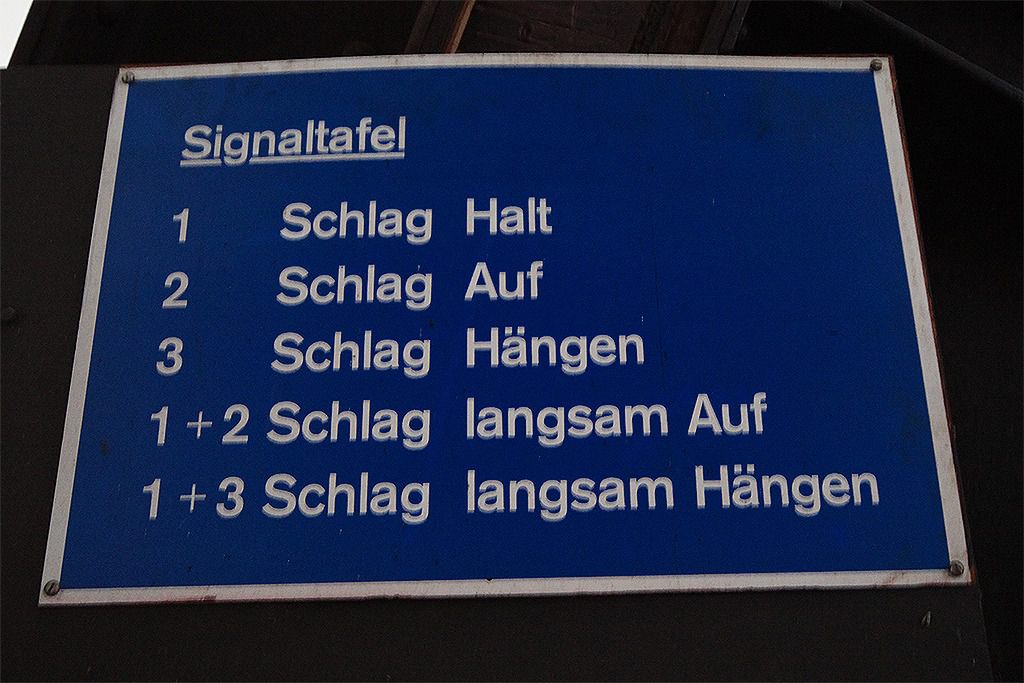 Signaltafel
1 Schlag Halt
2 Schlag Auf
3 Schlag Hängen
1 + 2 Schlag langsam Auf
1 + 3 Schlag langsam Hängen